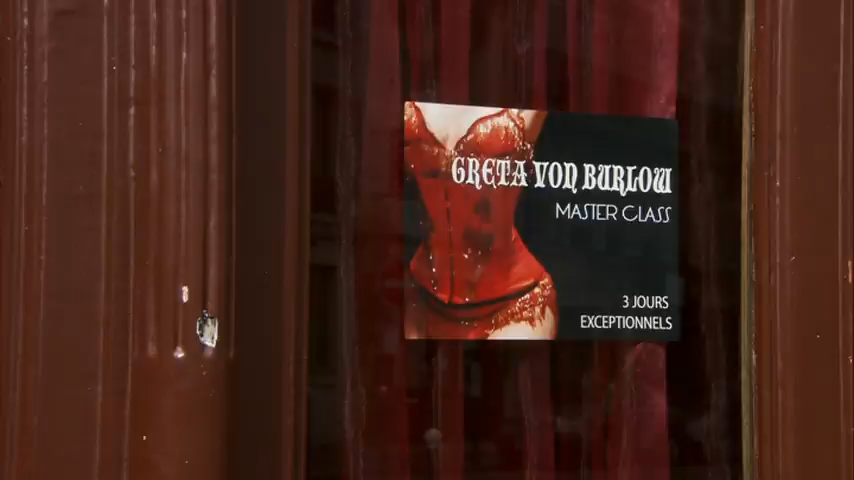 GRETA VON BURLOW
MASTER CLASS
3 JOURS
EXCEPTIONNELS